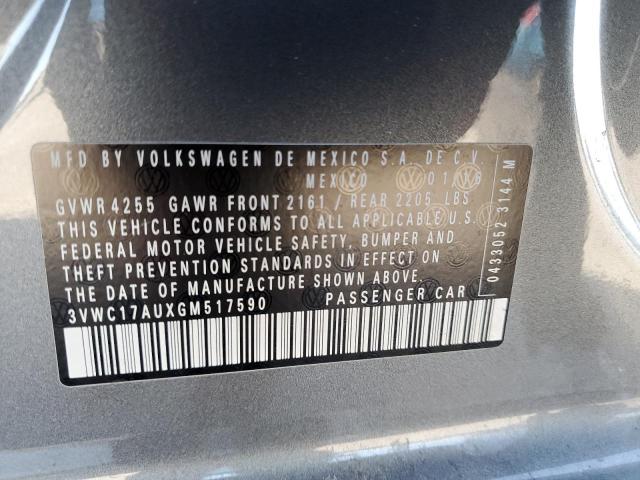 MFD BY VOLKSWAGEN DE MEXICO S.A. DE C.V.
MEXICO 01/16
GVWR 4255 GAWR FRONT 2161 / REAR 2205 LBS
THIS VEHICLE CONFORMS TO ALL APPLICABLE U.S.
FEDERAL MOTOR VEHICLE SAFETY, BUMPER AND
THEFT PREVENTION STANDARDS IN EFFECT ON
THE DATE OF MANUFACTURE SHOWN ABOVE.
3VWC17AUXGM517590 PASSENGER CAR
0433052 3144 M